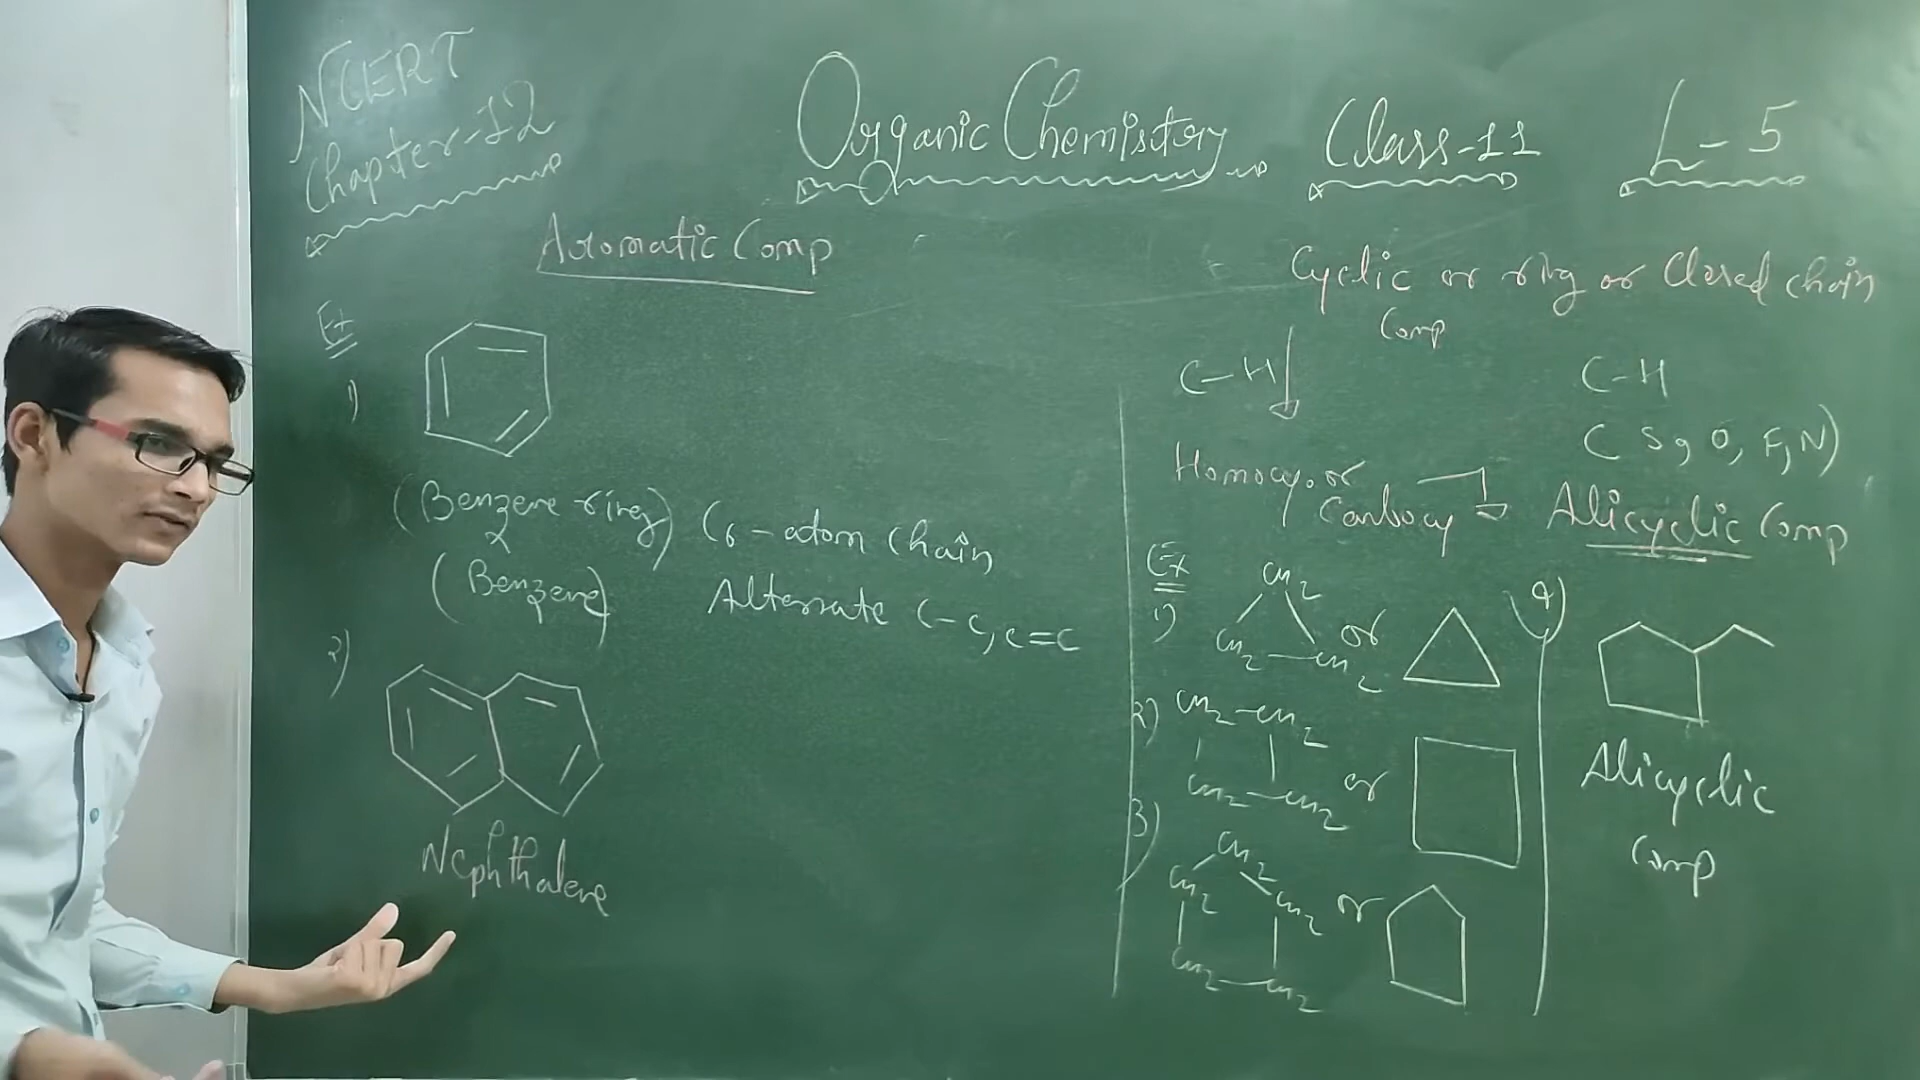 NCERT
Chapter-12
Organic Chemistry
Class-11
L-5
Aromatic Comp
Ex
1)
(Benzene ring) C6-atom chain
(Benzene) Alternate C-C, C=C
2)
Naphthalene
Cyclic or ring or Closed chain
Comp
C-H
C-H
C S, O, F, N)
Homocy. or
Carbocy
Alicyclic Comp
Ex
1)
CH2
CH2 CH2
or
2)
CH2-CH2
CH2-CH2
or
3)
CH2
CH2 CH2
CH2 CH2
or
4)
Alicyclic
Comp